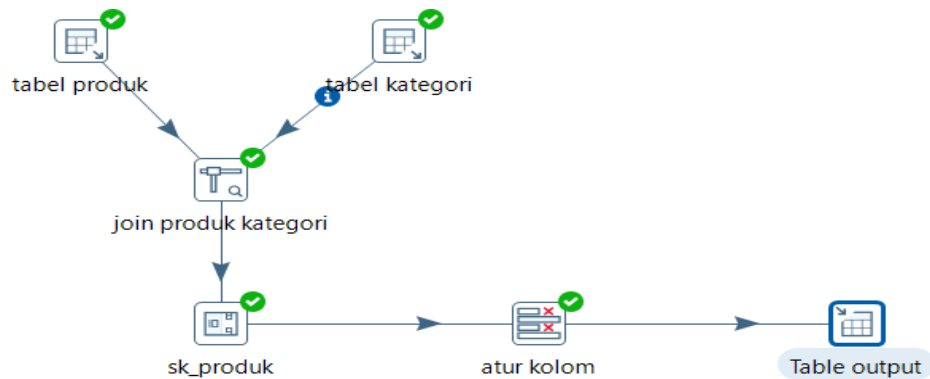 tabel produk
tabel kategori
join produk kategori
sk_produk
atur kolom
Table output